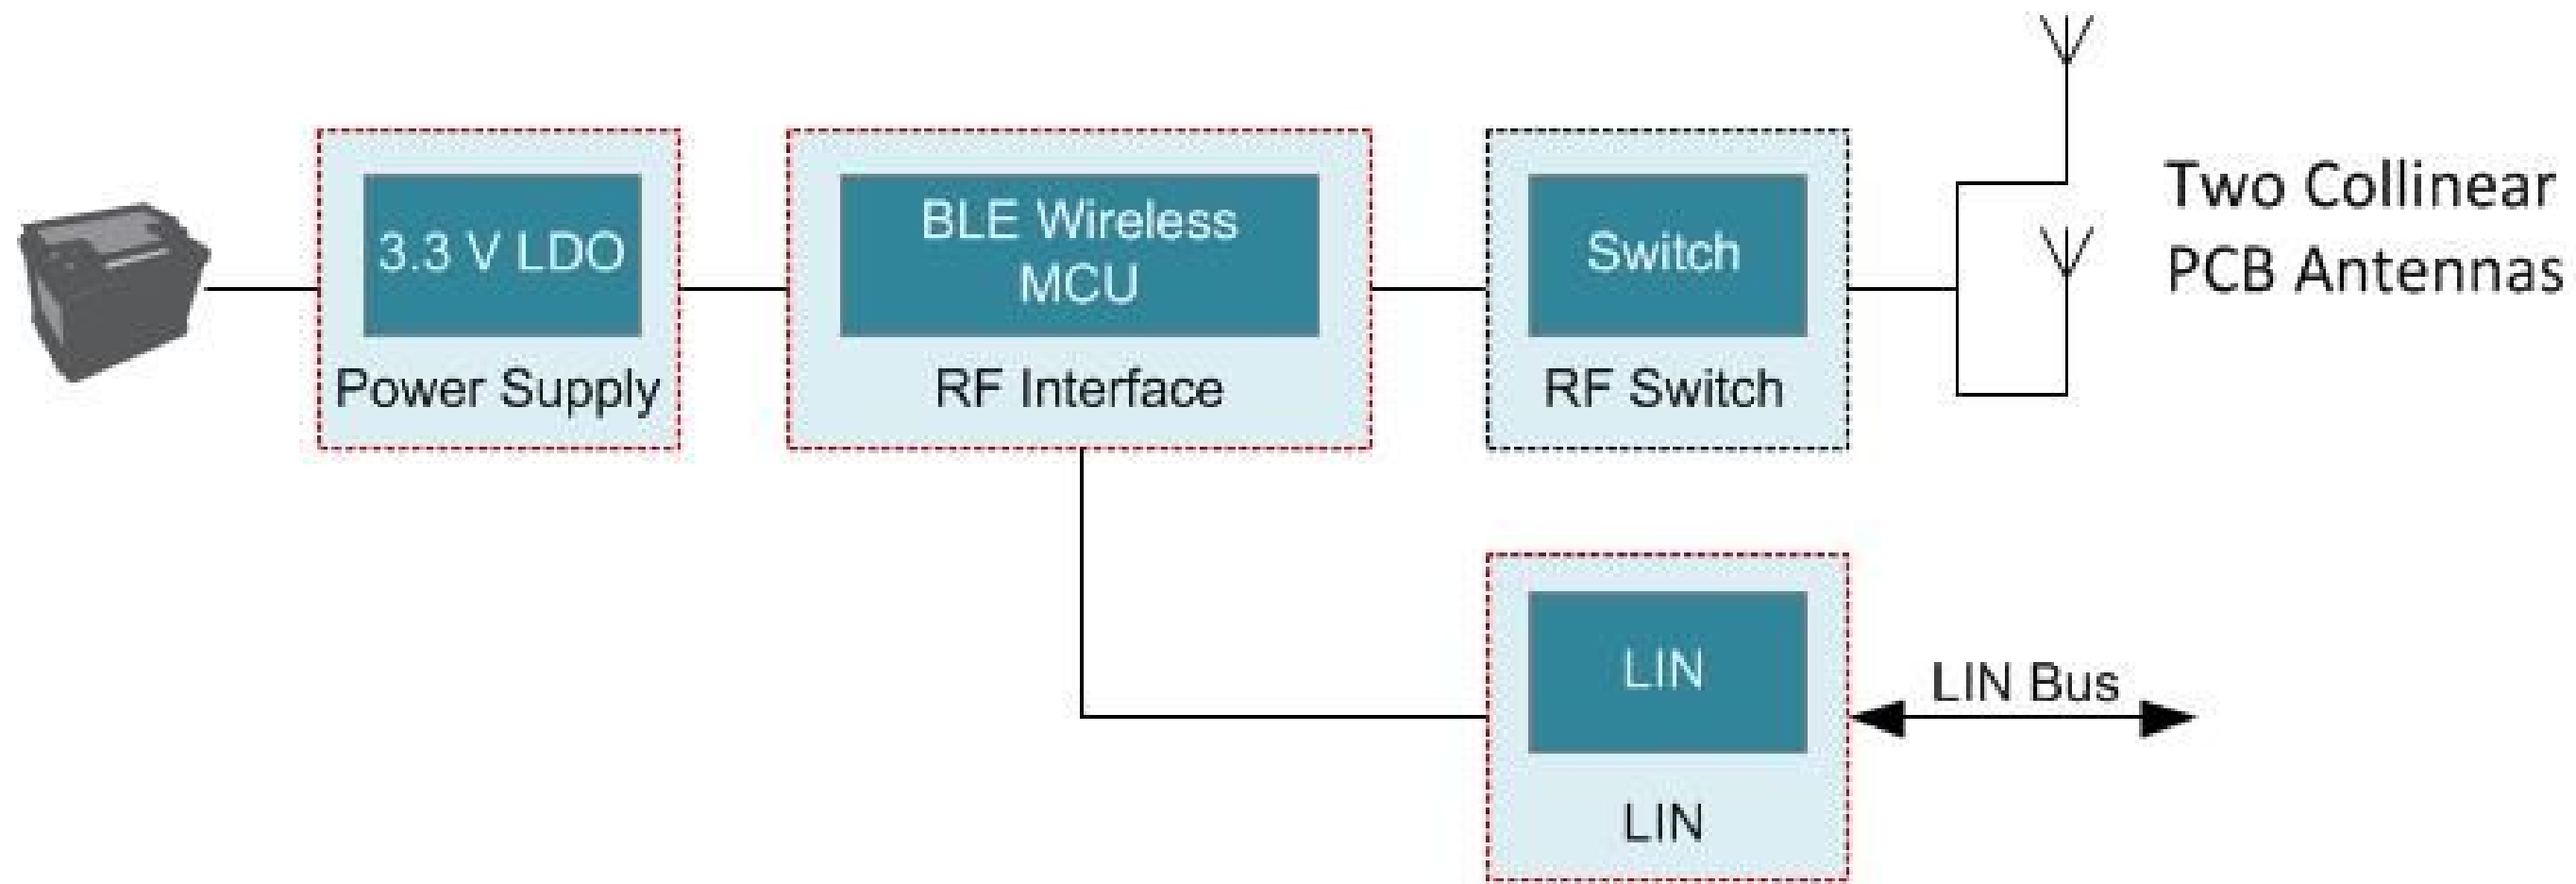 3.3 V LDO
Power Supply
BLE Wireless
MCU
RF Interface
Switch
RF Switch
Two Collinear
PCB Antennas
LIN
LIN
LIN Bus